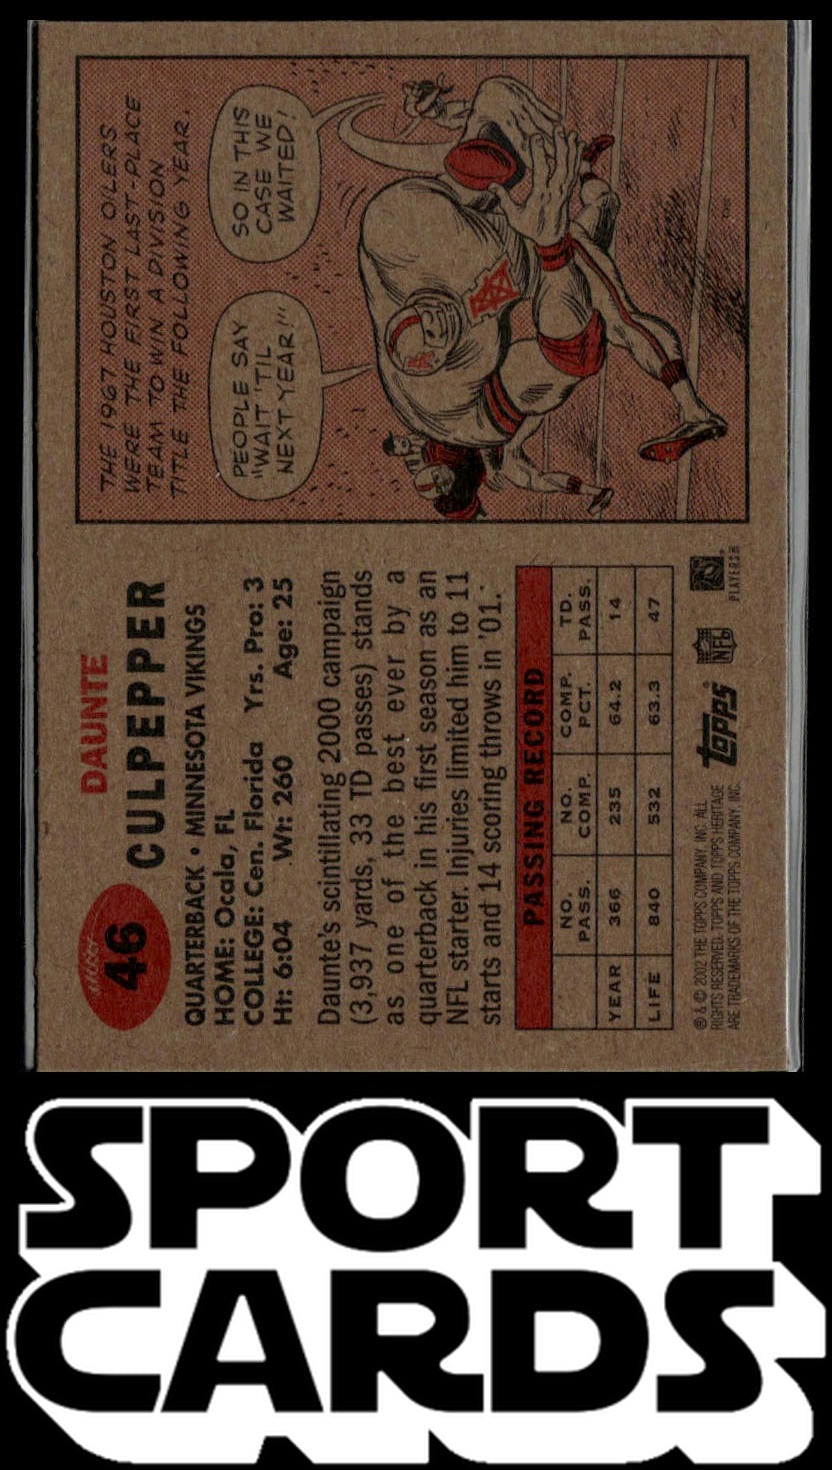 NUMBER
46
DAUNTE
CULPEPPER
QUARTERBACK • MINNESOTA VIKINGS
HOME: Ocala, FL
COLLEGE: Cen. Florida Yrs. Pro: 3
Ht: 6:04 Wt: 260 Age: 25
Daunte's scintillating 2000 campaign
(3,937 yards, 33 TD passes) stands
as one of the best ever by a
quarterback in his first season as an
NFL starter. Injuries limited him to 11
starts and 14 scoring throws in '01.
PASSING RECORD
NO. PASS. NO. COMP. COMP. PCT. TD. PASS.
YEAR 366 235 64.2 14
LIFE 840 532 63.3 47
® & © 2002 THE TOPPS COMPANY, INC. ALL
RIGHTS RESERVED. TOPPS AND TOPPS HERITAGE
ARE TRADEMARKS OF THE TOPPS COMPANY, INC.
topps®
NFL
PLAYERS INC
THE 1967 HOUSTON OILERS
WERE THE FIRST LAST-PLACE
TEAM TO WIN A DIVISION
TITLE THE FOLLOWING YEAR.
PEOPLE SAY
"WAIT 'TIL
NEXT YEAR!"
SO IN THIS
CASE WE
WAITED!
SPORT
CARDS